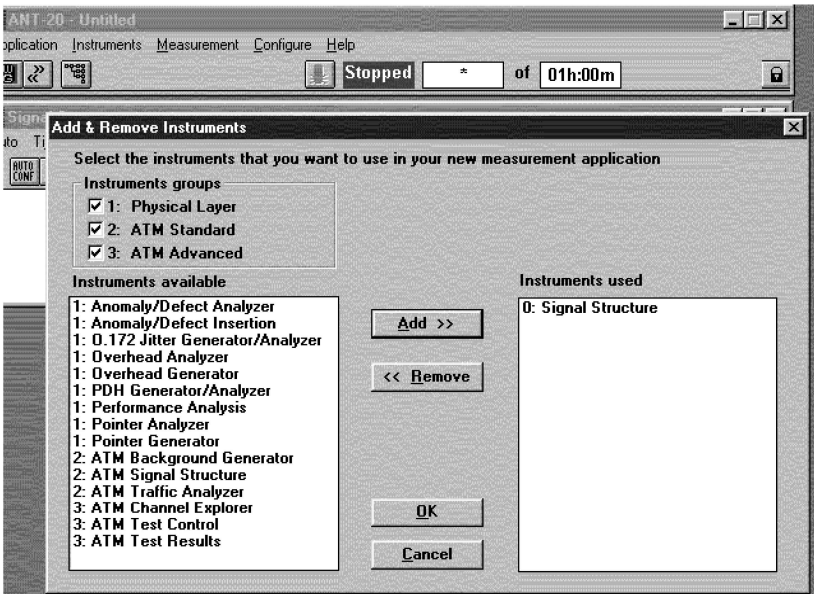 ANT-20 - Untitled
pplication Instruments Measurement Configure Help
Stopped * of 01h:00m
Signa
uto Ti
AUTO
CONF
Add & Remove Instruments
Select the instruments that you want to use in your new measurement application
Instruments groups
1: Physical Layer
2: ATM Standard
3: ATM Advanced
Instruments available
1: Anomaly/Defect Analyzer
1: Anomaly/Defect Insertion
1: O.172 Jitter Generator/Analyzer
1: Overhead Analyzer
1: Overhead Generator
1: PDH Generator/Analyzer
1: Performance Analysis
1: Pointer Analyzer
1: Pointer Generator
2: ATM Background Generator
2: ATM Signal Structure
2: ATM Traffic Analyzer
3: ATM Channel Explorer
3: ATM Test Control
3: ATM Test Results
Add >>
<< Remove
OK
Cancel
Instruments used
0: Signal Structure